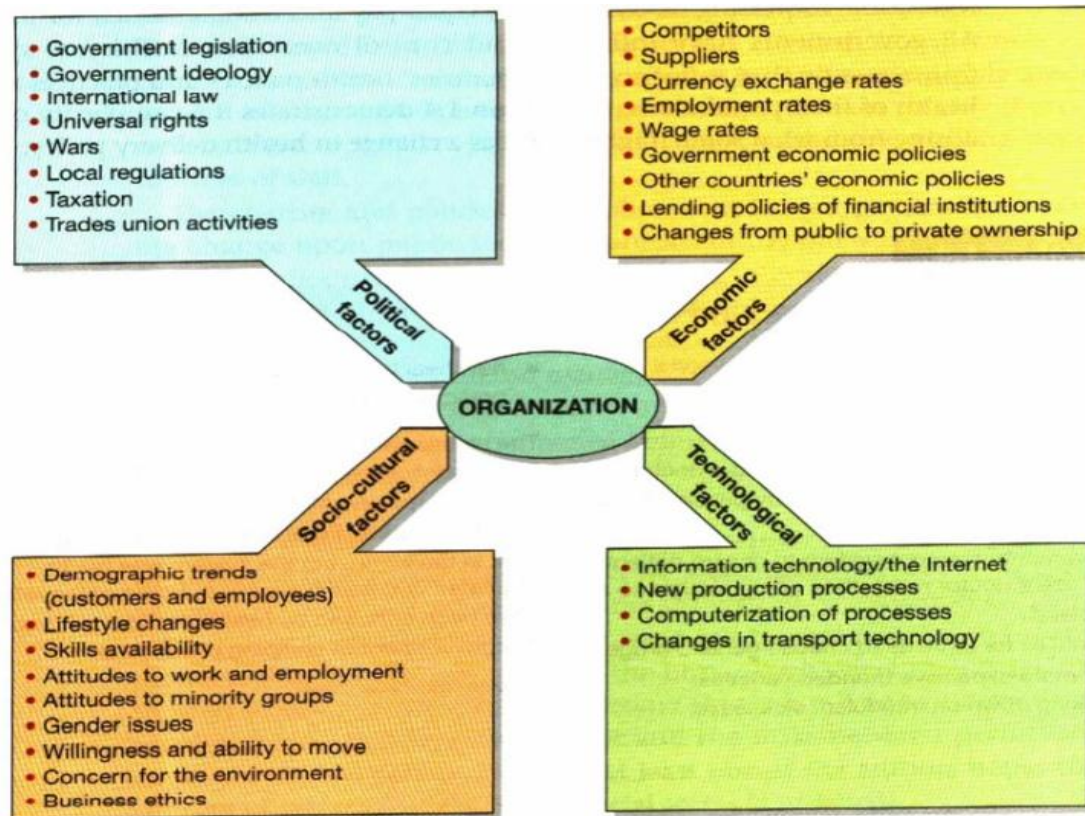 • Government legislation
• Government ideology
• International law
• Universal rights
• Wars
• Local regulations
• Taxation
• Trades union activities
Political
factors
• Competitors
• Suppliers
• Currency exchange rates
• Employment rates
• Wage rates
• Government economic policies
• Other countries' economic policies
• Lending policies of financial institutions
• Changes from public to private ownership
Economic
factors
ORGANIZATION
Socio-cultural
factors
• Demographic trends
(customers and employees)
• Lifestyle changes
• Skills availability
• Attitudes to work and employment
• Attitudes to minority groups
• Gender issues
• Willingness and ability to move
• Concern for the environment
• Business ethics
Technological
factors
• Information technology/the Internet
• New production processes
• Computerization of processes
• Changes in transport technology